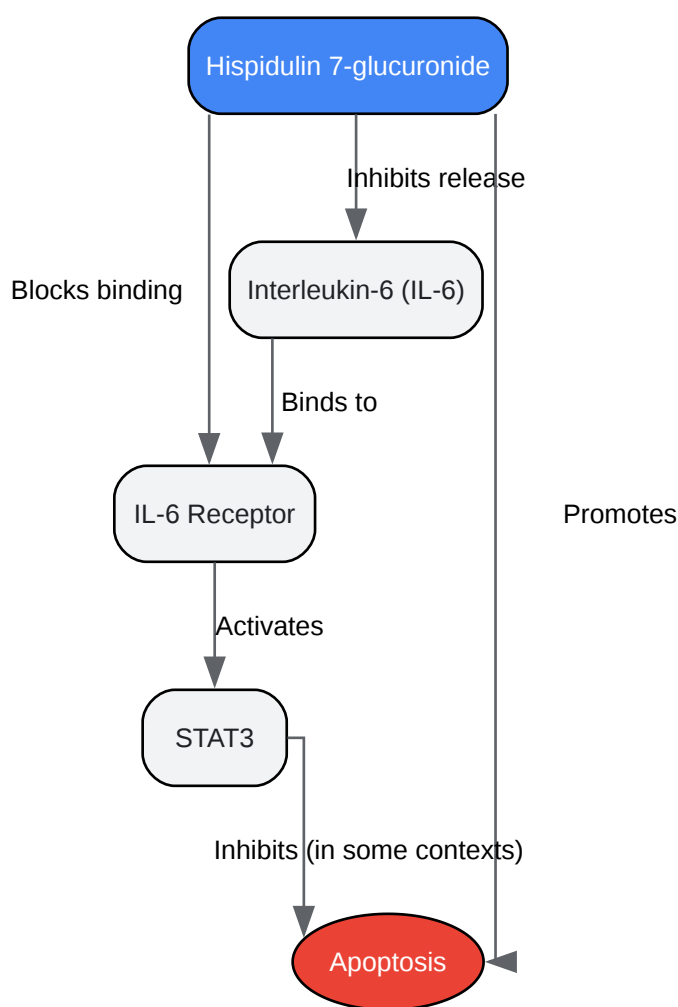 Hispidulin 7-glucuronide
Inhibits release
Blocks binding
Interleukin-6 (IL-6)
Binds to
IL-6 Receptor
Promotes
Activates
STAT3
Inhibits (in some contexts)
Apoptosis